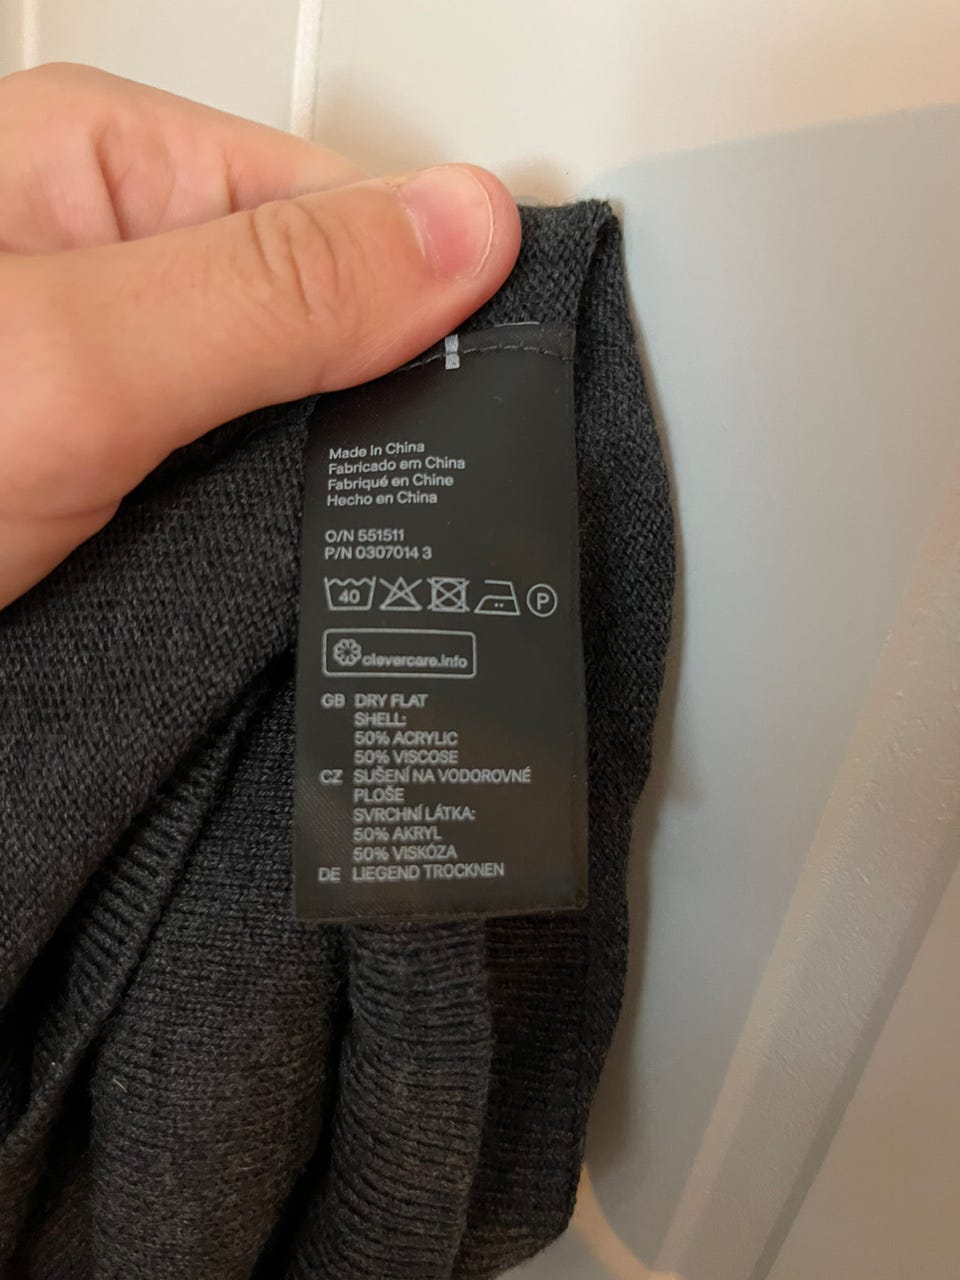 Made in China
Fabricado em China
Fabriqué en Chine
Hecho en China
O/N 551511
P/N 0307014 3
40 P
clevercare.info
GB DRY FLAT
SHELL:
50% ACRYLIC
50% VISCOSE
CZ SUŠENÍ NA VODOROVNÉ
PLOŠE
SVRCHNÍ LÁTKA:
50% AKRYL
50% VISKÓZA
DE LIEGEND TROCKNEN